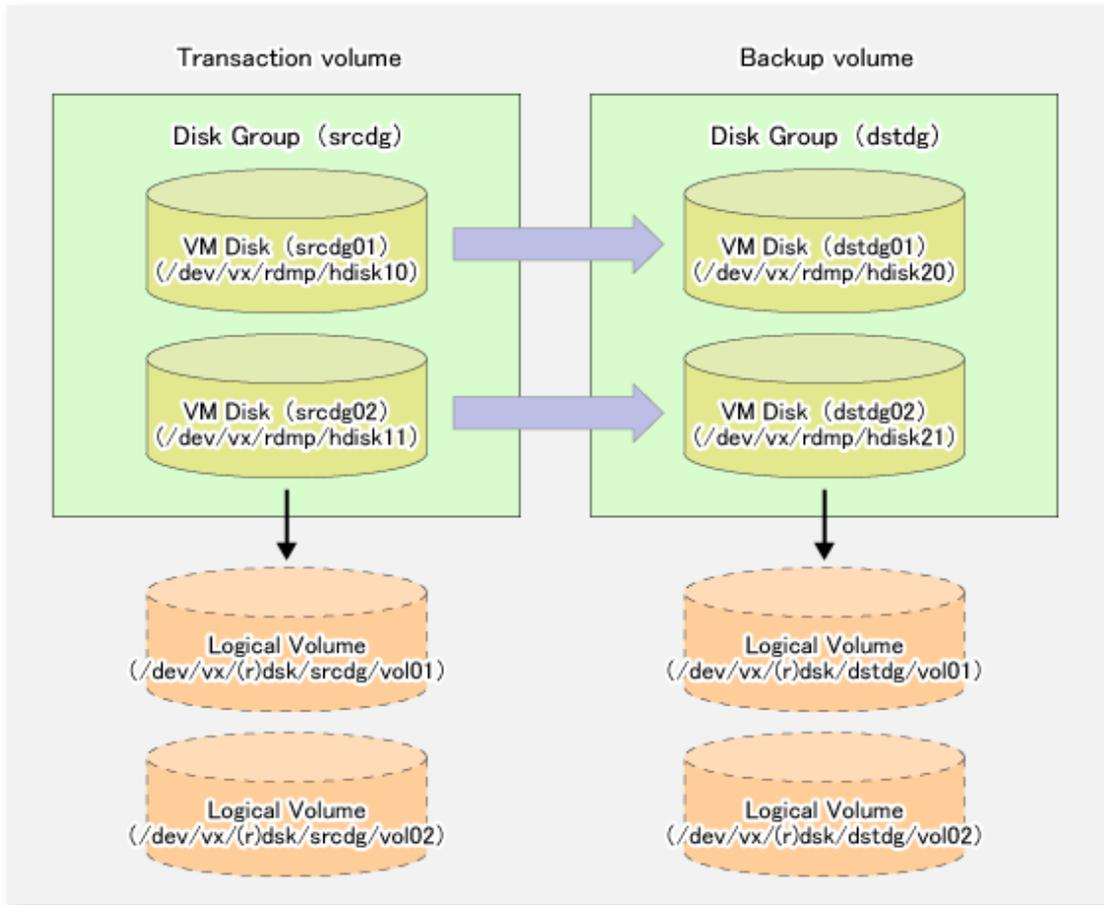 Transaction volume
Backup volume
Disk Group (srcdg)
Disk Group (dstdg)
VM Disk (srcdg01)
(/dev/vx/rdmp/hdisk10)
VM Disk (dstdg01)
(/dev/vx/rdmp/hdisk20)
VM Disk (srcdg02)
(/dev/vx/rdmp/hdisk11)
VM Disk (dstdg02)
(/dev/vx/rdmp/hdisk21)
Logical Volume
(/dev/vx/(r)dsk/srcdg/vol01)
Logical Volume
(/dev/vx/(r)dsk/dstdg/vol01)
Logical Volume
(/dev/vx/(r)dsk/srcdg/vol02)
Logical Volume
(/dev/vx/(r)dsk/dstdg/vol02)